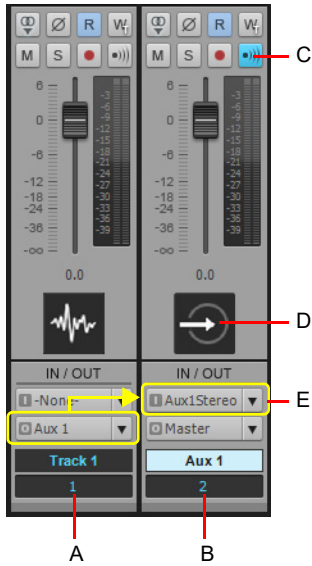 R W R W
M S M S C
6 6
-3 -3
-6 -6
0 -9 0 -9
-12 -12
-15 -15
-18 -18
-6 -21 -6 -21
-24 -24
-12 -27 -12 -27
-18 -30 -18 -30
-24 -33 -24 -33
-36 -36 -36 -36
-39 -39
-∞ -∞
0.0 0.0
D
IN / OUT IN / OUT
I -None- I Aux1Stereo E
O Aux 1 O Master
Track 1 Aux 1
1 2
A B